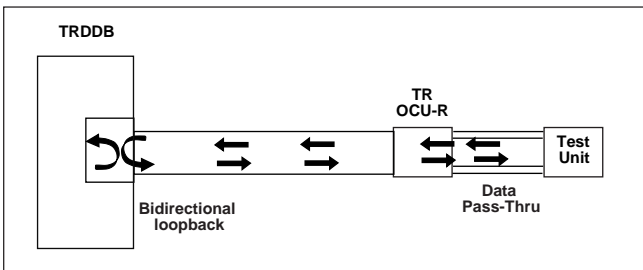 TRDDB
TR
OCU-R
Test
Unit
Bidirectional
loopback
Data
Pass-Thru